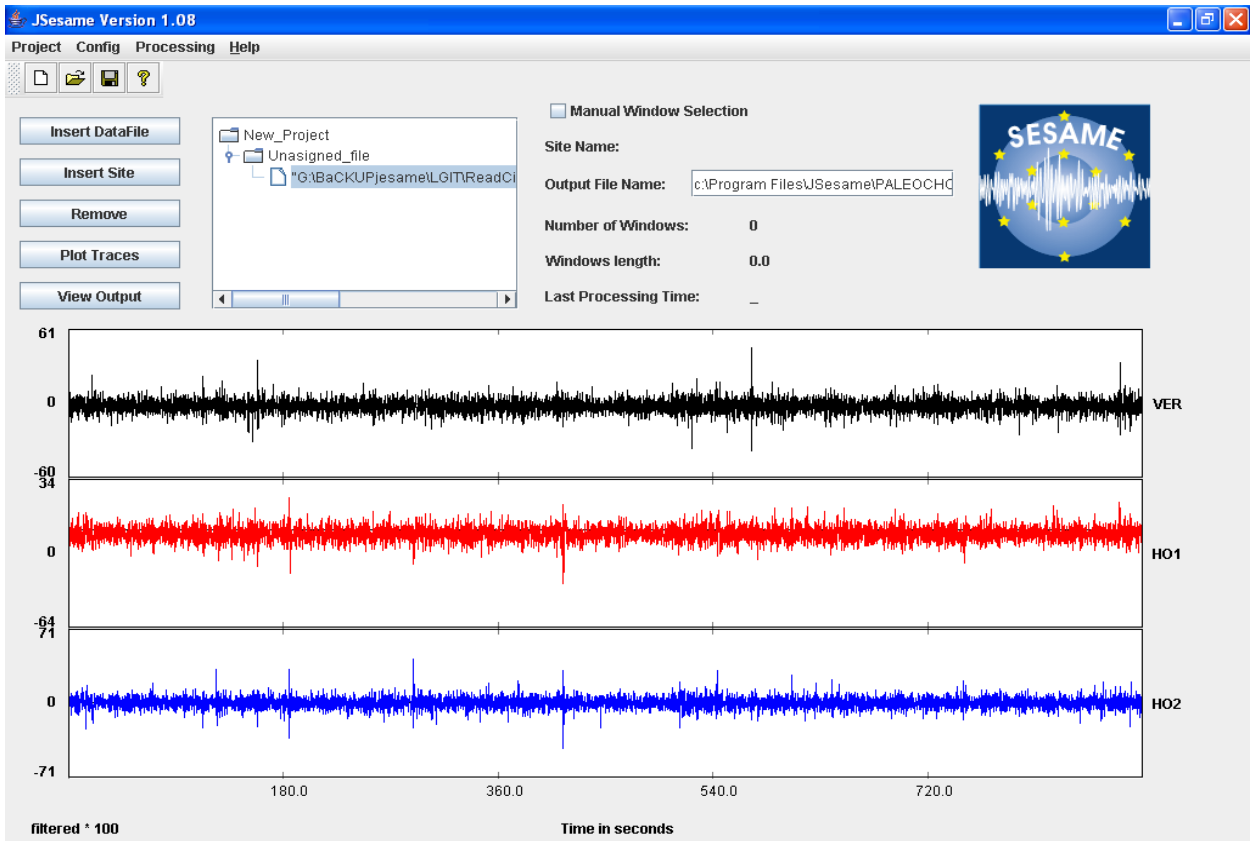 JSesame Version 1.08
Project Config Processing Help
Insert DataFile
Insert Site
Remove
Plot Traces
View Output
New_Project
Unasigned_file
"G:\BaCKUPjesame\LGIT\ReadCi
Manual Window Selection
Site Name:
Output File Name: c:\Program Files\JSesame\PALEOCHO
Number of Windows: 0
Windows length: 0.0
Last Processing Time: _
SESAME
61
0
-60
VER
34
0
-64
HO1
71
0
-71
HO2
180.0 360.0 540.0 720.0
filtered * 100 Time in seconds